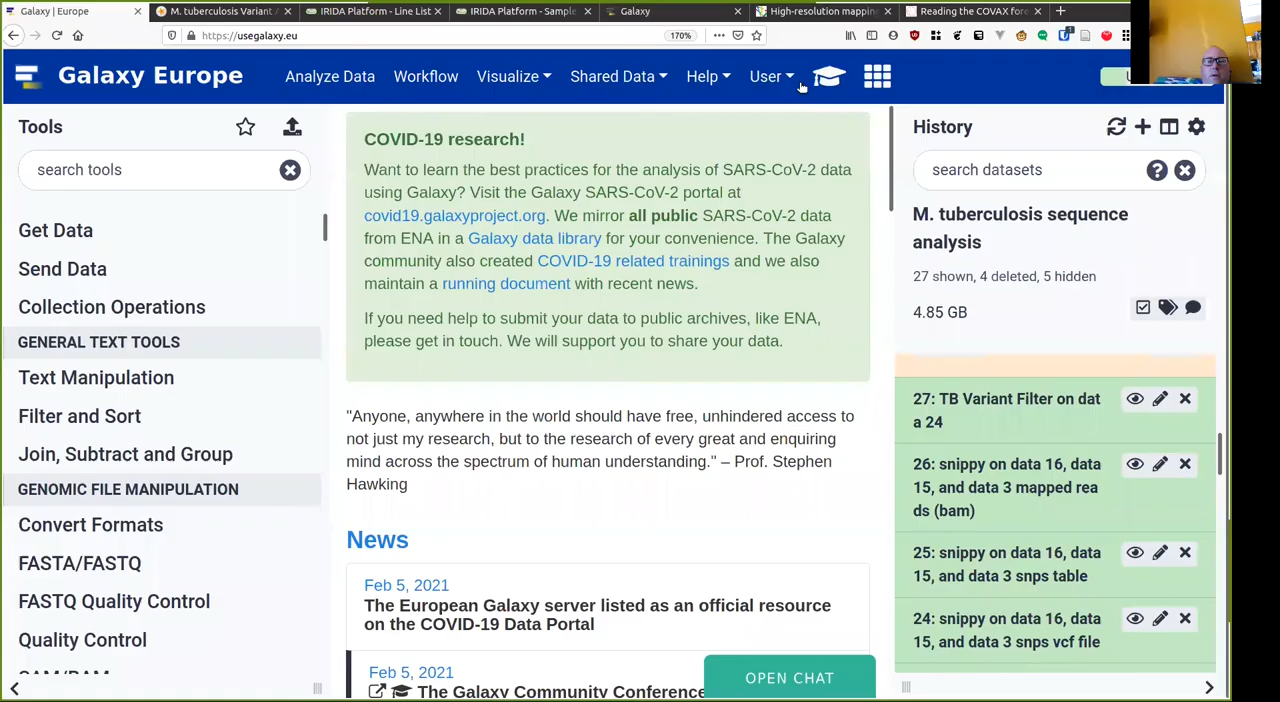 Galaxy | Europe
M. tuberculosis Variant A
IRIDA Platform - Line List
IRIDA Platform - Sample
Galaxy
High-resolution mappin
Reading the COVAX fore
https://usegalaxy.eu
170%
Galaxy Europe
Analyze Data
Workflow
Visualize
Shared Data
Help
User
Tools
search tools
Get Data
Send Data
Collection Operations
GENERAL TEXT TOOLS
Text Manipulation
Filter and Sort
Join, Subtract and Group
GENOMIC FILE MANIPULATION
Convert Formats
FASTA/FASTQ
FASTQ Quality Control
Quality Control
SAM/BAM
COVID-19 research!
Want to learn the best practices for the analysis of SARS-CoV-2 data
using Galaxy? Visit the Galaxy SARS-CoV-2 portal at
covid19.galaxyproject.org. We mirror all public SARS-CoV-2 data
from ENA in a Galaxy data library for your convenience. The Galaxy
community also created COVID-19 related trainings and we also
maintain a running document with recent news.
If you need help to submit your data to public archives, like ENA,
please get in touch. We will support you to share your data.
"Anyone, anywhere in the world should have free, unhindered access to
not just my research, but to the research of every great and enquiring
mind across the spectrum of human understanding." – Prof. Stephen
Hawking
News
Feb 5, 2021
The European Galaxy server listed as an official resource
on the COVID-19 Data Portal
Feb 5, 2021
The Galaxy Community Conference
OPEN CHAT
History
search datasets
M. tuberculosis sequence
analysis
27 shown, 4 deleted, 5 hidden
4.85 GB
27: TB Variant Filter on dat
a 24
26: snippy on data 16, data
15, and data 3 mapped rea
ds (bam)
25: snippy on data 16, data
15, and data 3 snps table
24: snippy on data 16, data
15, and data 3 snps vcf file